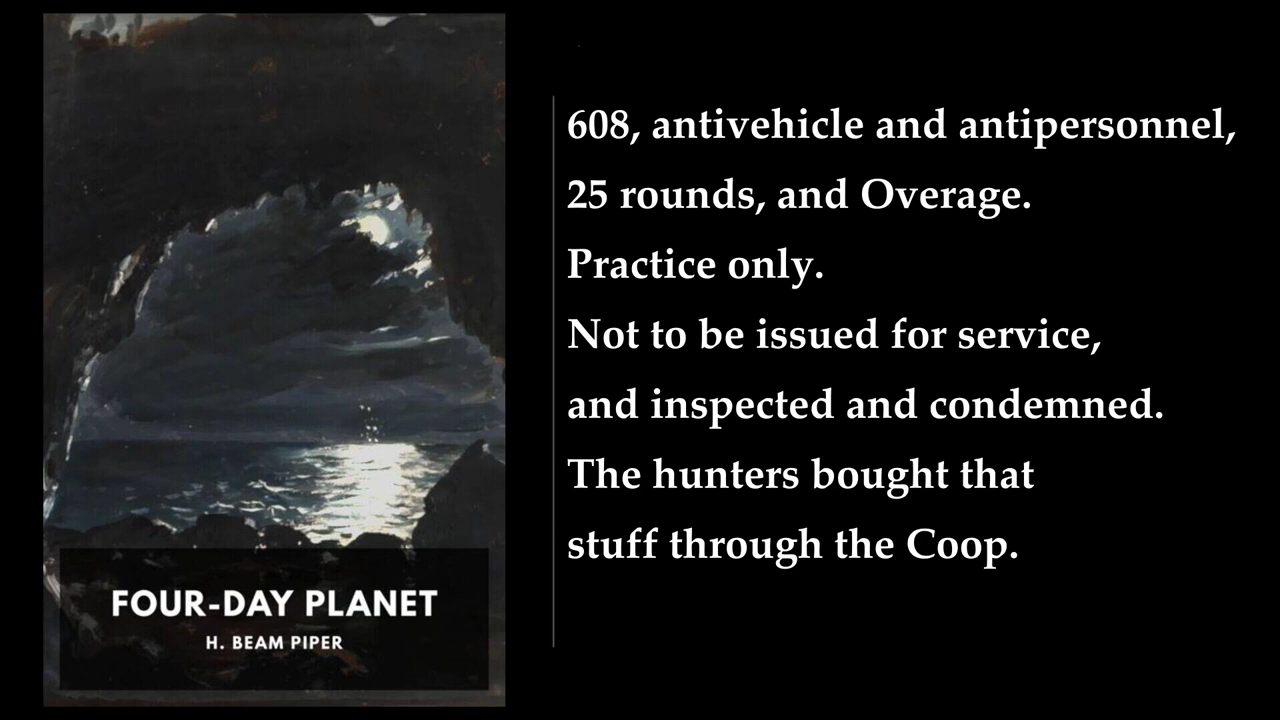 FOUR-DAY PLANET
H. BEAM PIPER
608, antivehicle and antipersonnel,
25 rounds, and Overage.
Practice only.
Not to be issued for service,
and inspected and condemned.
The hunters bought that
stuff through the Coop.